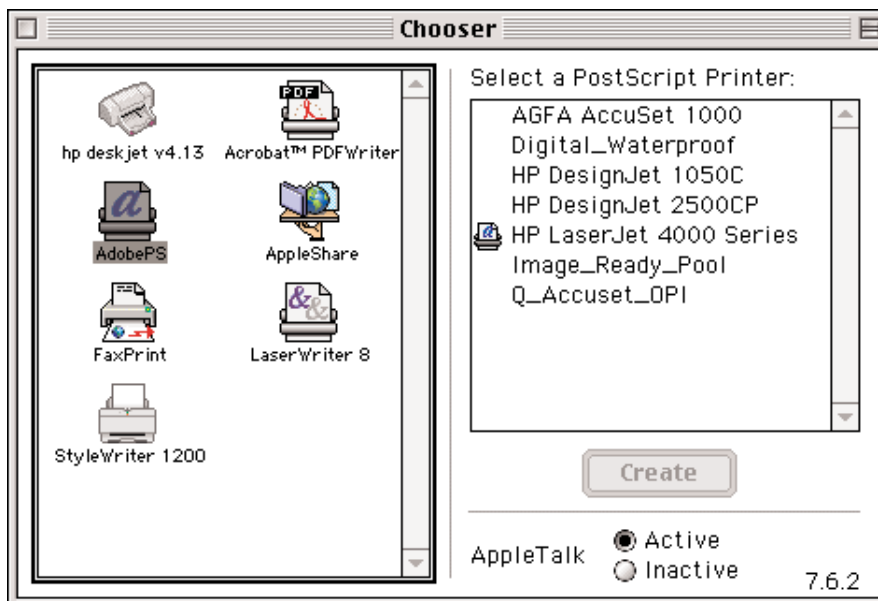 Chooser
hp deskjet v4.13
Acrobat™ PDFWriter
PDF
a
AdobePS
AppleShare
FaxPrint
&&
LaserWriter 8
StyleWriter 1200
Select a PostScript Printer:
AGFA AccuSet 1000
Digital_Waterproof
HP DesignJet 1050C
HP DesignJet 2500CP
HP LaserJet 4000 Series
Image_Ready_Pool
Q_Accuset_OPI
Create
AppleTalk
Active
Inactive
7.6.2